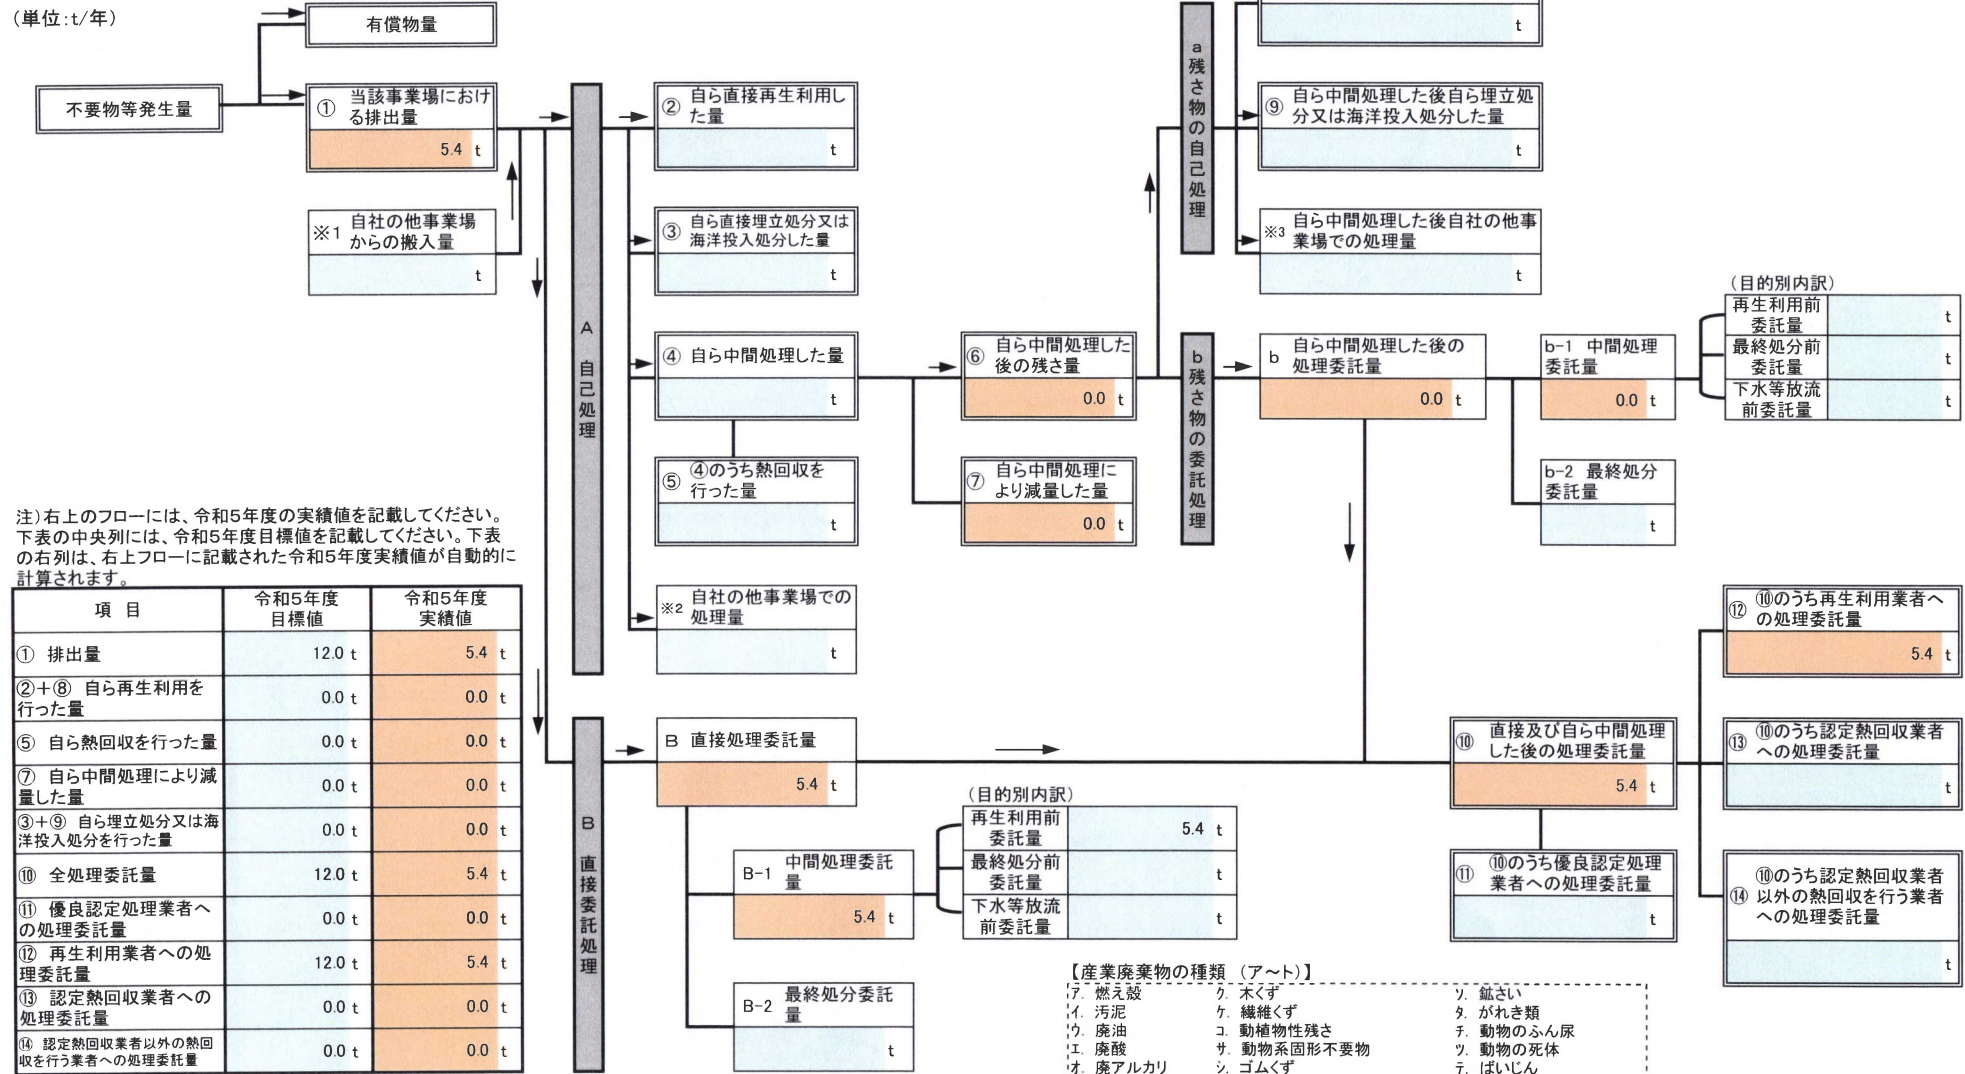 (単位:t/年)
有償物量
不要物等発生量
① 当該事業場におけ
る排出量
5.4 t
※1 自社の他事業場
からの搬入量
t
A 自己処理
② 自ら直接再生利用し
た量
t
③ 自ら直接埋立処分又は
海洋投入処分した量
t
④ 自ら中間処理した量
t
⑤ ④のうち熱回収を
行った量
t
※2 自社の他事業場での
処理量
t
⑥ 自ら中間処理した
後の残さ量
0.0 t
⑦ 自ら中間処理に
より減量した量
0.0 t
a 残さ物の自己処理
t
⑨ 自ら中間処理した後自ら埋立処
分又は海洋投入処分した量
t
※3 自ら中間処理した後自社の他事
業場での処理量
t
b 残さ物の委託処理
b 自ら中間処理した後の
処理委託量
0.0 t
b-1 中間処理
委託量
0.0 t
b-2 最終処分
委託量
t
(目的別内訳)
再生利用前
委託量
t
最終処分前
委託量
t
下水等放流
前委託量
t
注)右上のフローには、令和5年度の実績値を記載してください。
下表の中央列には、令和5年度目標値を記載してください。下表
の右列は、右上フローに記載された令和5年度実績値が自動的に
計算されます。
項 目 令和5年度 令和5年度
目標値 実績値
① 排出量 12.0 t 5.4 t
②+⑧ 自ら再生利用を
行った量 0.0 t 0.0 t
⑤ 自ら熱回収を行った量 0.0 t 0.0 t
⑦ 自ら中間処理により減
量した量 0.0 t 0.0 t
③+⑨ 自ら埋立処分又は海
洋投入処分を行った量 0.0 t 0.0 t
⑩ 全処理委託量 12.0 t 5.4 t
⑪ 優良認定処理業者へ
の処理委託量 0.0 t 0.0 t
⑫ 再生利用業者への処
理委託量 12.0 t 5.4 t
⑬ 認定熱回収業者への
処理委託量 0.0 t 0.0 t
⑭ 認定熱回収業者以外の熱回
収を行う業者への処理委託量 0.0 t 0.0 t
B 直接委託処理
B 直接処理委託量
5.4 t
B-1 中間処理委託
量
5.4 t
B-2 最終処分委託
量
t
(目的別内訳)
再生利用前
委託量
5.4 t
最終処分前
委託量
t
下水等放流
前委託量
t
⑩ 直接及び自ら中間処理
した後の処理委託量
5.4 t
⑪ ⑩のうち優良認定処理
業者への処理委託量
t
⑫ ⑩のうち再生利用業者へ
の処理委託量
5.4 t
⑬ ⑩のうち認定熱回収業者
への処理委託量
t
⑭ ⑩のうち認定熱回収業者
以外の熱回収を行う業者
への処理委託量
t
【産業廃棄物の種類 (ア～ト)】
ア. 燃え殻 ク. 木くず ソ. 鉱さい
イ. 汚泥 ケ. 繊維くず タ. がれき類
ウ. 廃油 コ. 動植物性残さ チ. 動物のふん尿
エ. 廃酸 サ. 動物系固形不要物 ツ. 動物の死体
オ. 廃アルカリ シ. ゴムくず テ. ばいじん